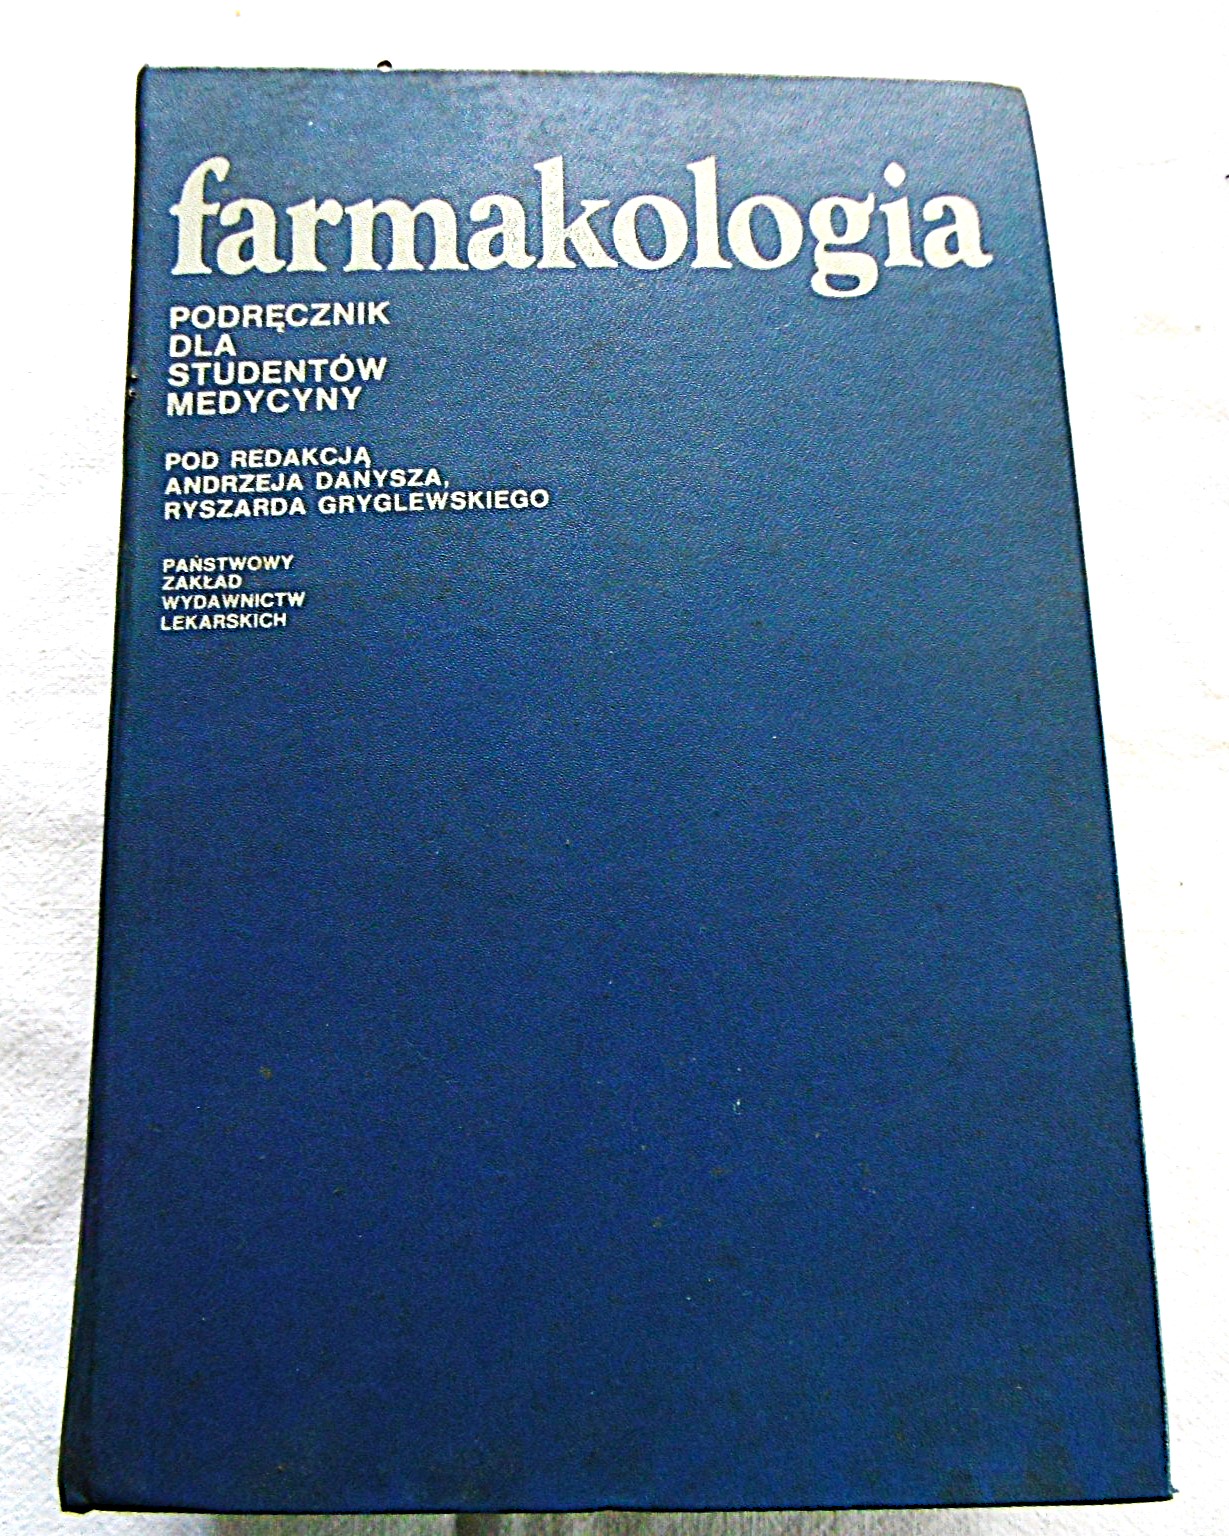 farmakologia
PODRĘCZNIK
DLA
STUDENTÓW
MEDYCYNY
POD REDAKCJĄ
ANDRZEJA DANYSZA,
RYSZARDA GRYGLEWSKIEGO
PAŃSTWOWY
ZAKŁAD
WYDAWNICTW
LEKARSKICH